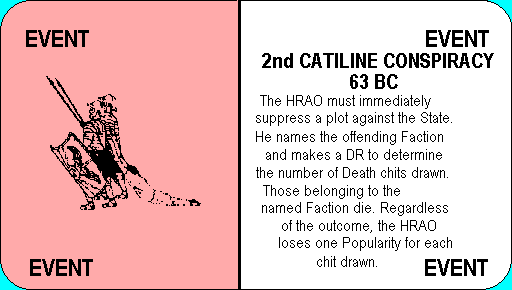 EVENT
EVENT
EVENT
2nd CATILINE CONSPIRACY
63 BC
The HRAO must immediately
suppress a plot against the State.
He names the offending Faction
and makes a DR to determine
the number of Death chits drawn.
Those belonging to the
named Faction die. Regardless
of the outcome, the HRAO
loses one Popularity for each
chit drawn.
EVENT